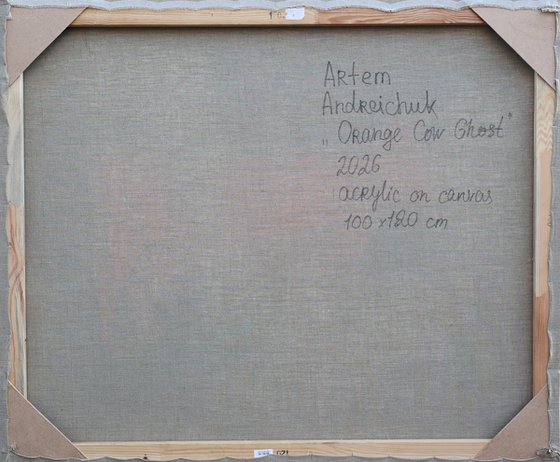 Artem
Andreichuk
„Orange Cow Ghost"
2026
acrylic on canvas
100 x 120 cm